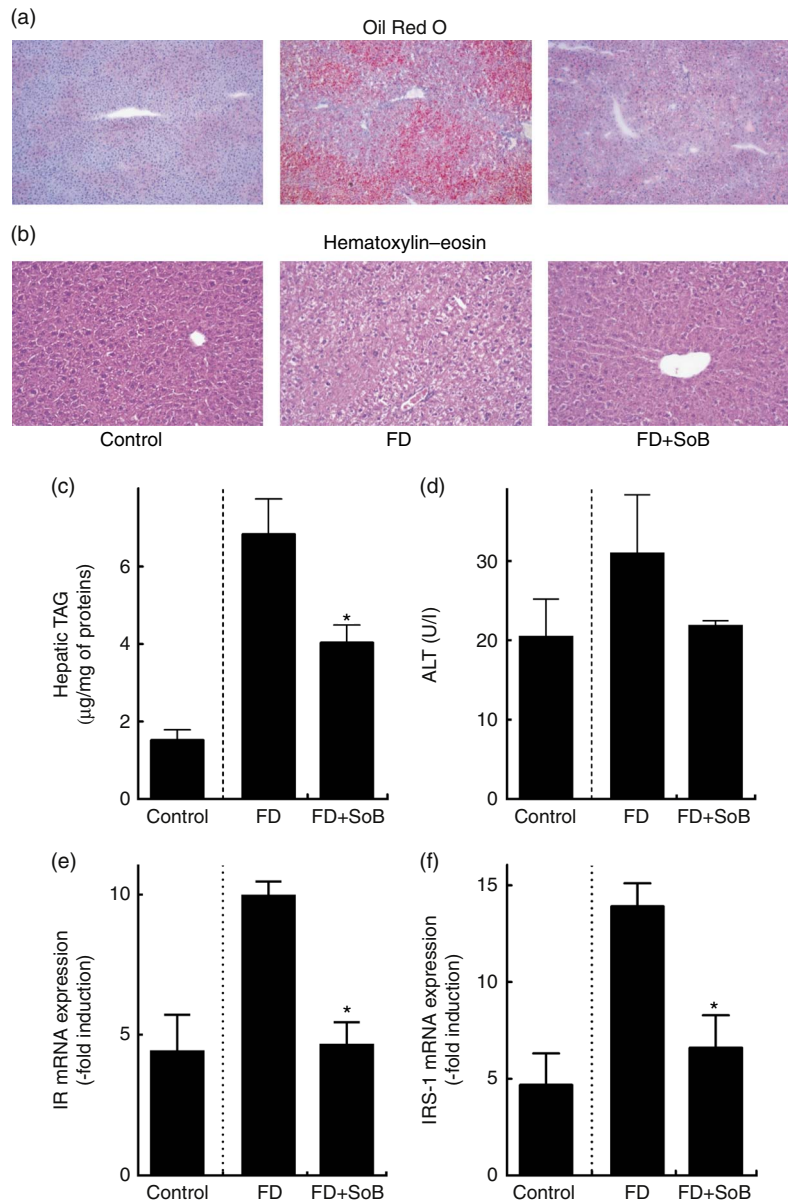 (a)
Oil Red O
(b)
Hematoxylin–eosin
Control
FD
FD+SoB
(c)
Hepatic TAG
(µg/mg of proteins)
6
4
2
0
*
Control
FD
FD+SoB
(d)
ALT (U/l)
30
20
10
0
Control
FD
FD+SoB
(e)
IR mRNA expression
(-fold induction)
10
5
0
*
Control
FD
FD+SoB
(f)
IRS-1 mRNA expression
(-fold induction)
15
10
5
0
*
Control
FD
FD+SoB